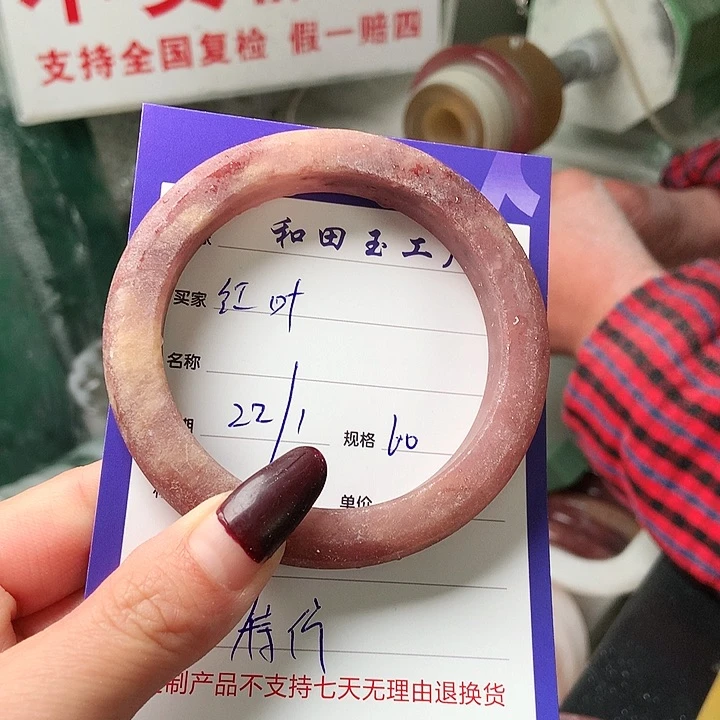 支持全国复检 假一赔四
和田玉工厂
买家 红叶
名称
期 22/1 规格 60
单价
特价
制产品不支持七天无理由退换货